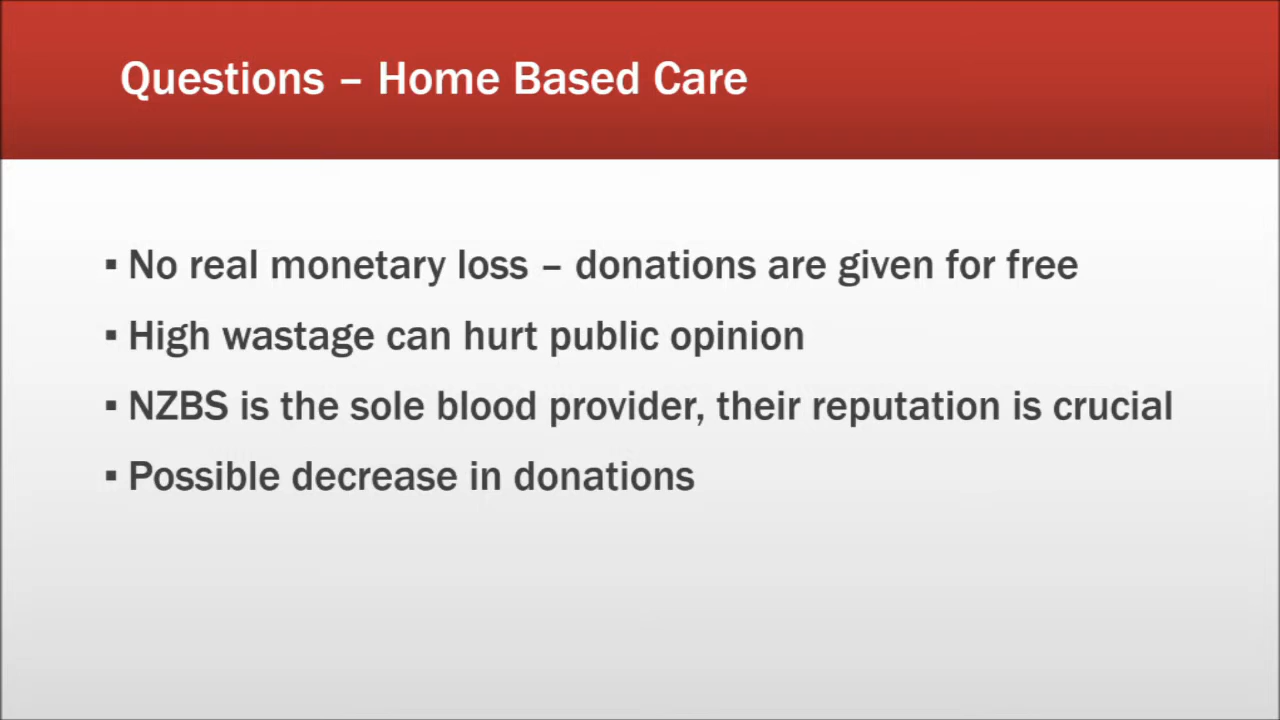 Questions – Home Based Care
▪ No real monetary loss – donations are given for free
▪ High wastage can hurt public opinion
▪ NZBS is the sole blood provider, their reputation is crucial
▪ Possible decrease in donations